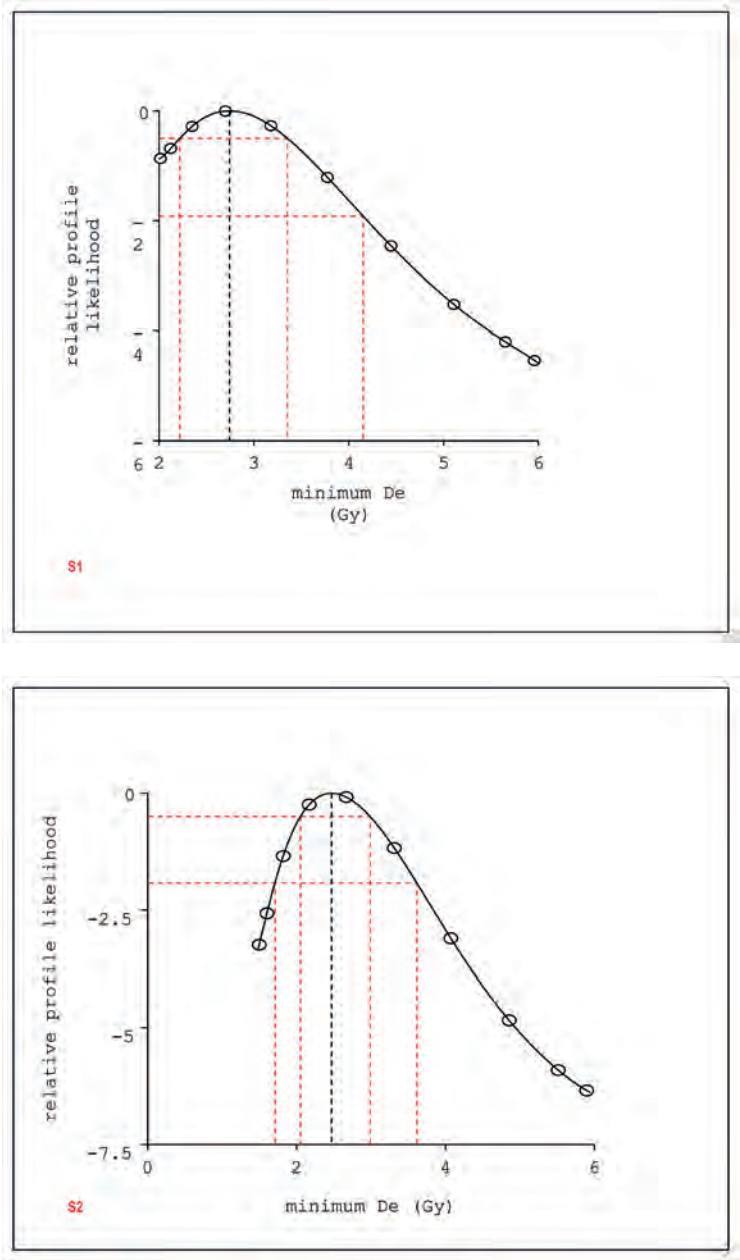 0
2
4
6
relative profile
likelihood
2 3 4 5 6
minimum De
(Gy)
S1
0
-2.5
-5
-7.5
relative profile likelihood
0 2 4 6
minimum De (Gy)
S2